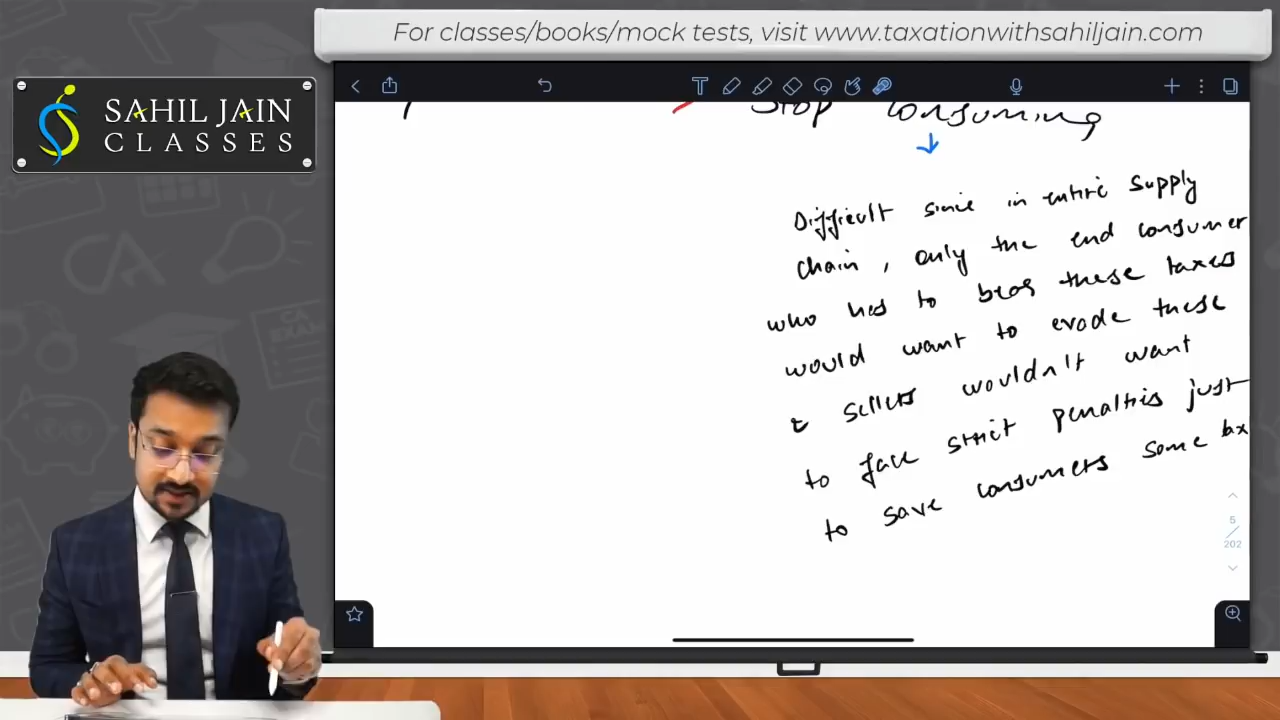 For classes/books/mock tests, visit www.taxationwithsahiljain.com
SAHIL JAIN
CLASSES
Stop consuming
Difficult since in entire supply
chain, only the end consumer
who has to bear these taxes
would want to evade these
& sellers wouldn't want
to face strict penalties just
to save consumers some tax
5
/
202